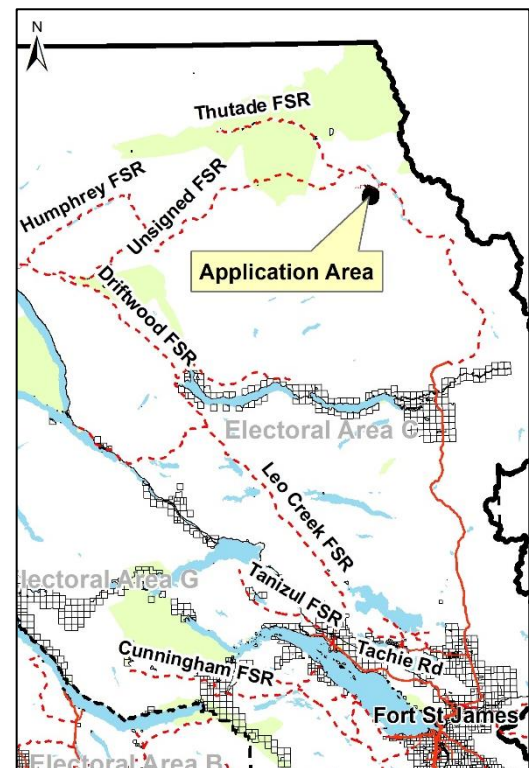 N
Thutade FSR
Humphrey FSR
Unsigned FSR
Application Area
Driftwood FSR
Electoral Area C
Leo Creek FSR
lectoral Area G
Tanizul FSR
Tachie Rd
Cunningham FSR
Fort St James
Electoral Area B